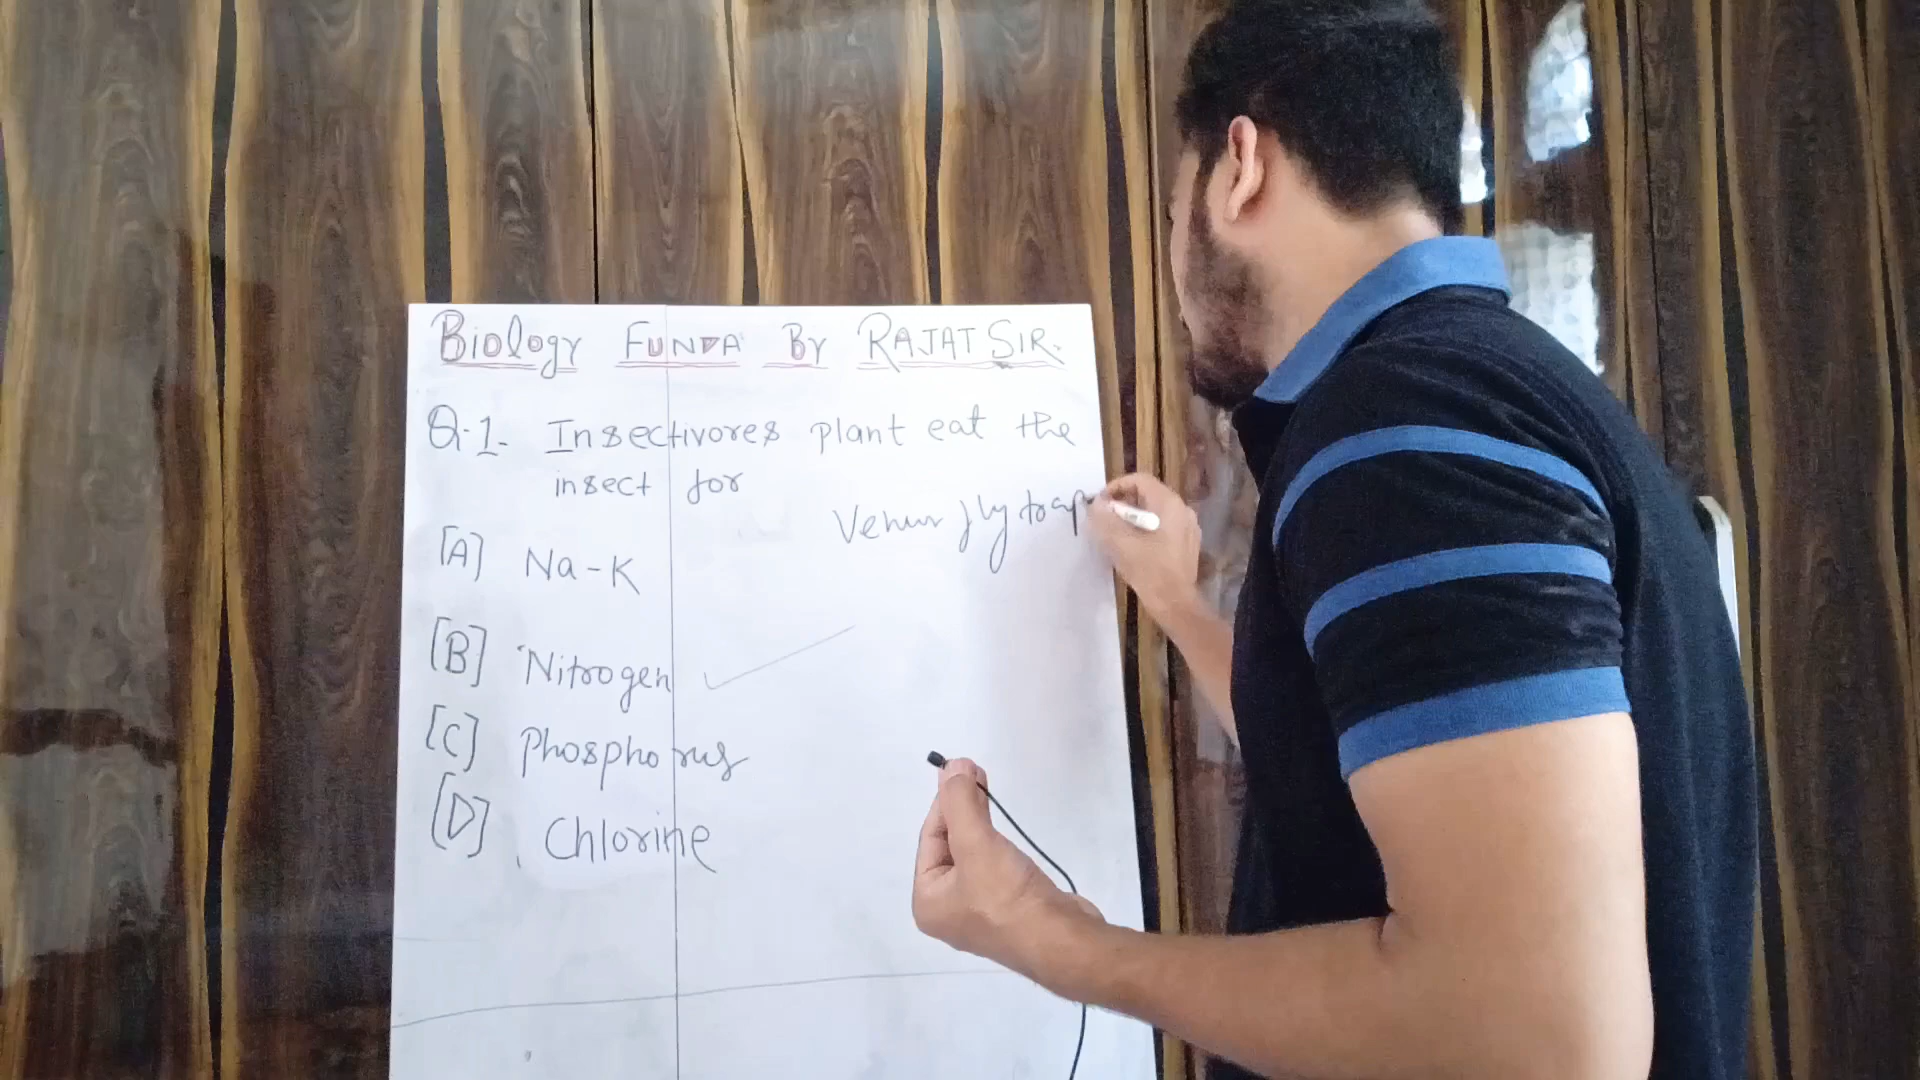 Biology FUNDA By RAJAT SIR.
Q.1- Insectivores plant eat the
insect for
Venus fly trap
[A] Na-K
[B] Nitrogen
[C] Phosphorus
[D] Chlorine